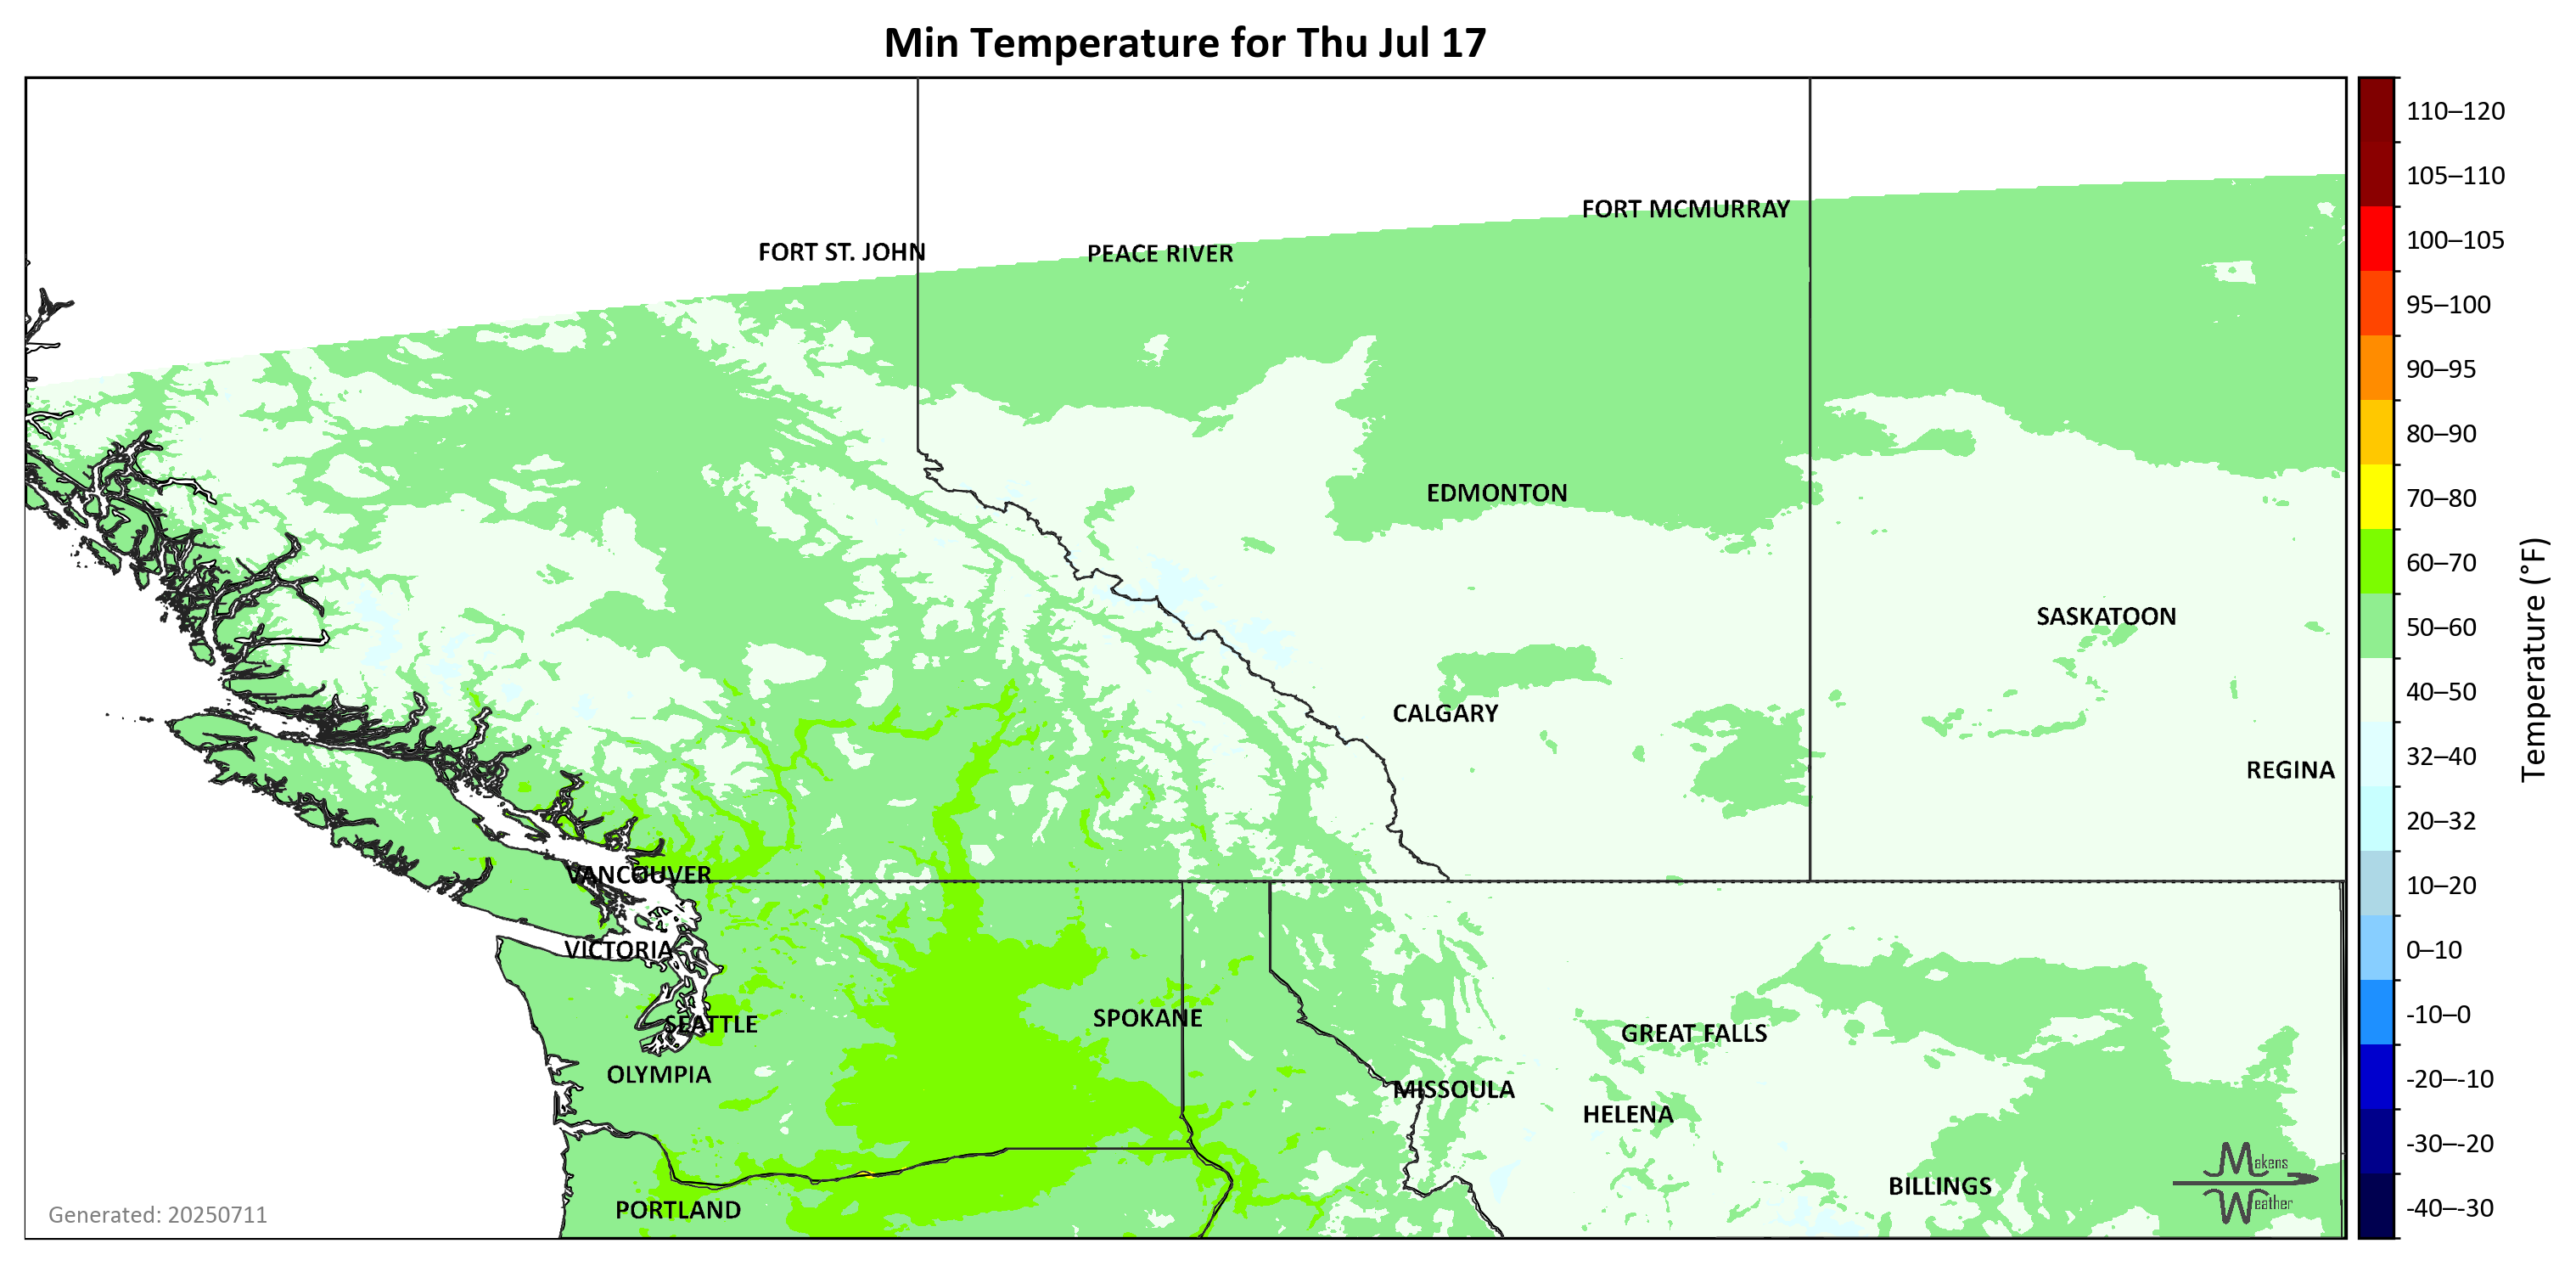 Min Temperature for Thu Jul 17
110–120
105–110
100–105
95–100
90–95
80–90
70–80
60–70
50–60
40–50
32–40
20–32
10–20
0–10
-10–0
-20–-10
-30–-20
-40–-30
Temperature (°F)
FORT MCMURRAY
FORT ST. JOHN
PEACE RIVER
EDMONTON
SASKATOON
CALGARY
REGINA
VANCOUVER
VICTORIA
SPOKANE
SEATTLE
GREAT FALLS
OLYMPIA
MISSOULA
HELENA
BILLINGS
PORTLAND
Makens
Weather
Generated: 20250711